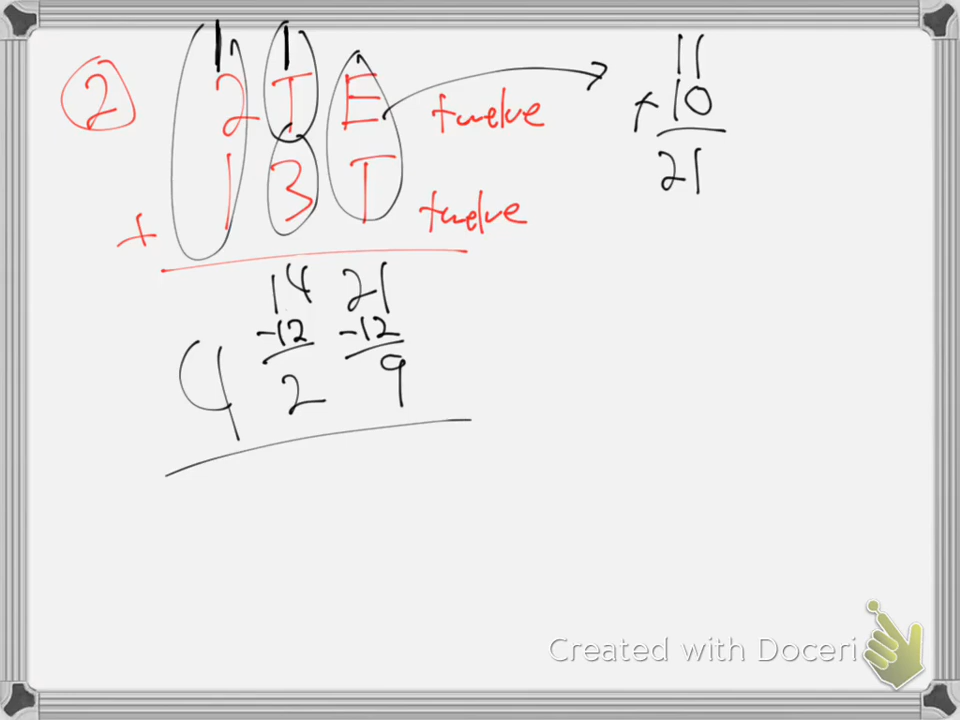 1 1
② 2 T E twelve
+ 1 3 T twelve
14 21
-12 -12
4 2 9
11
+ 10
21
Created with Doceri